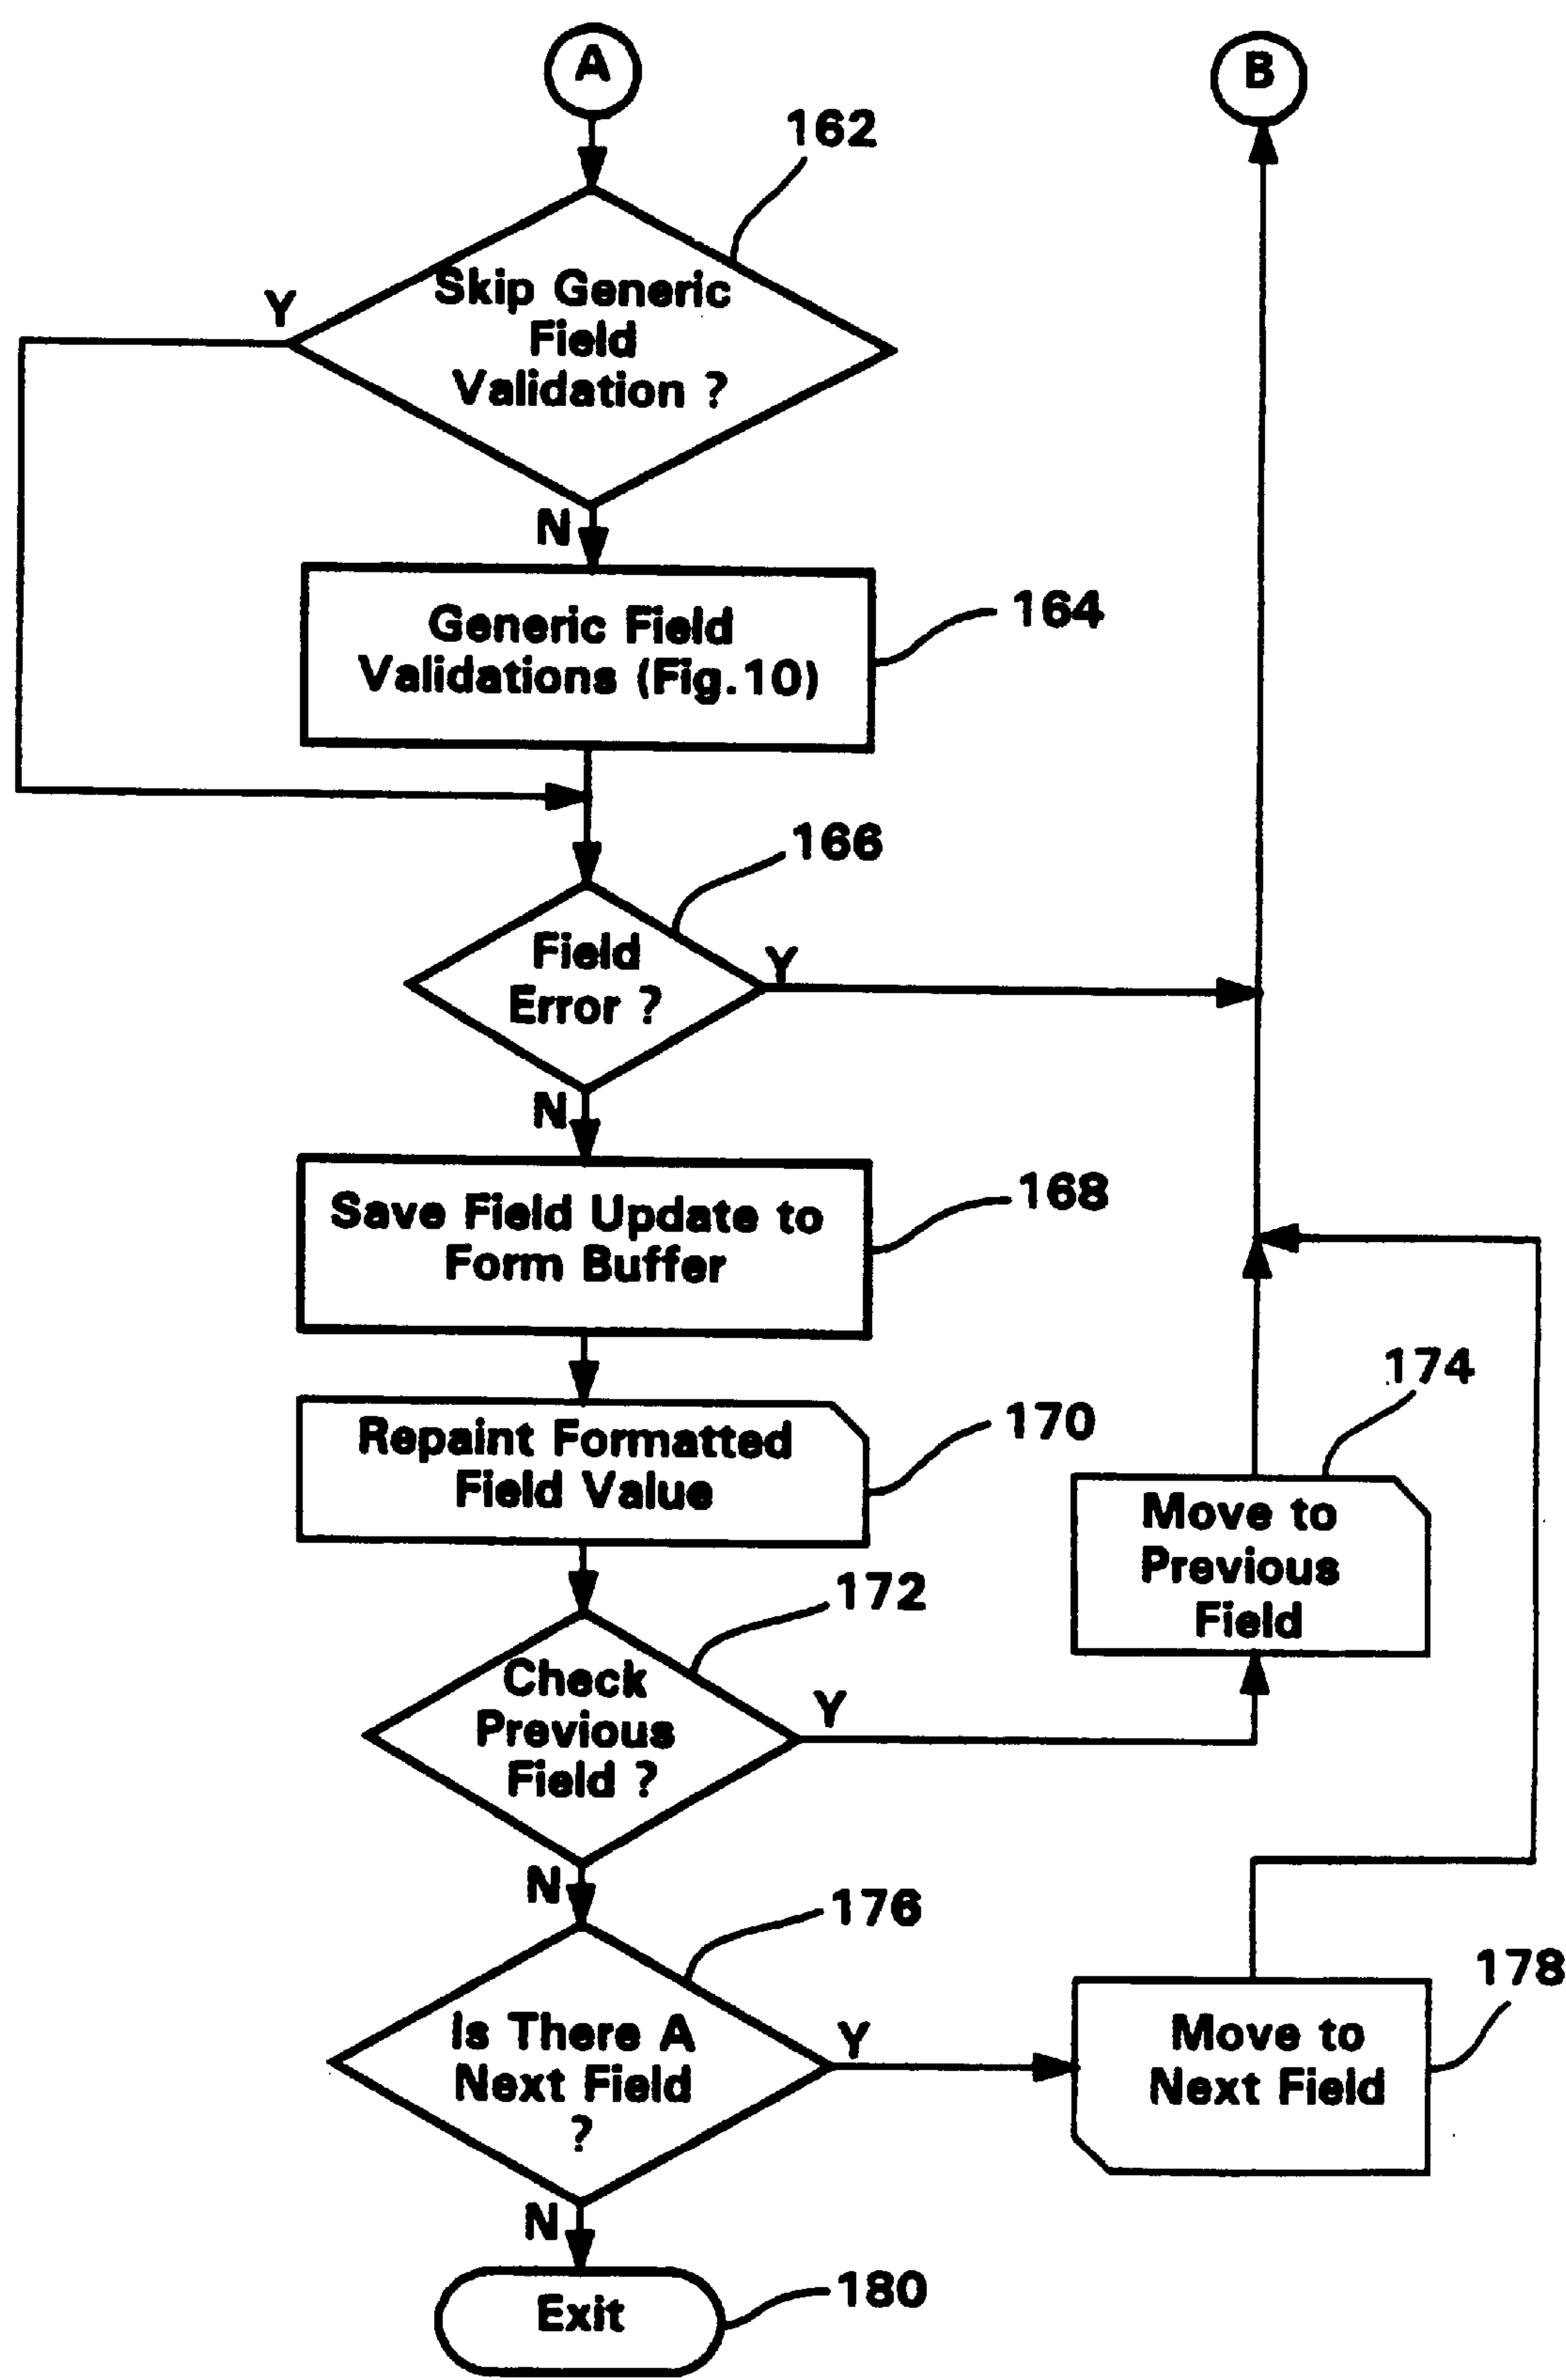 A
B
162
Skip Generic
Field
Validation ?
Y
N
Generic Field
Validations (Fig.10)
164
166
Field
Error ?
Y
N
Save Field Update to
Form Buffer
168
Repaint Formatted
Field Value
170
174
Move to
Previous
Field
172
Check
Previous
Field ?
Y
N
176
Is There A
Next Field
?
Y
178
Move to
Next Field
N
Exit
180